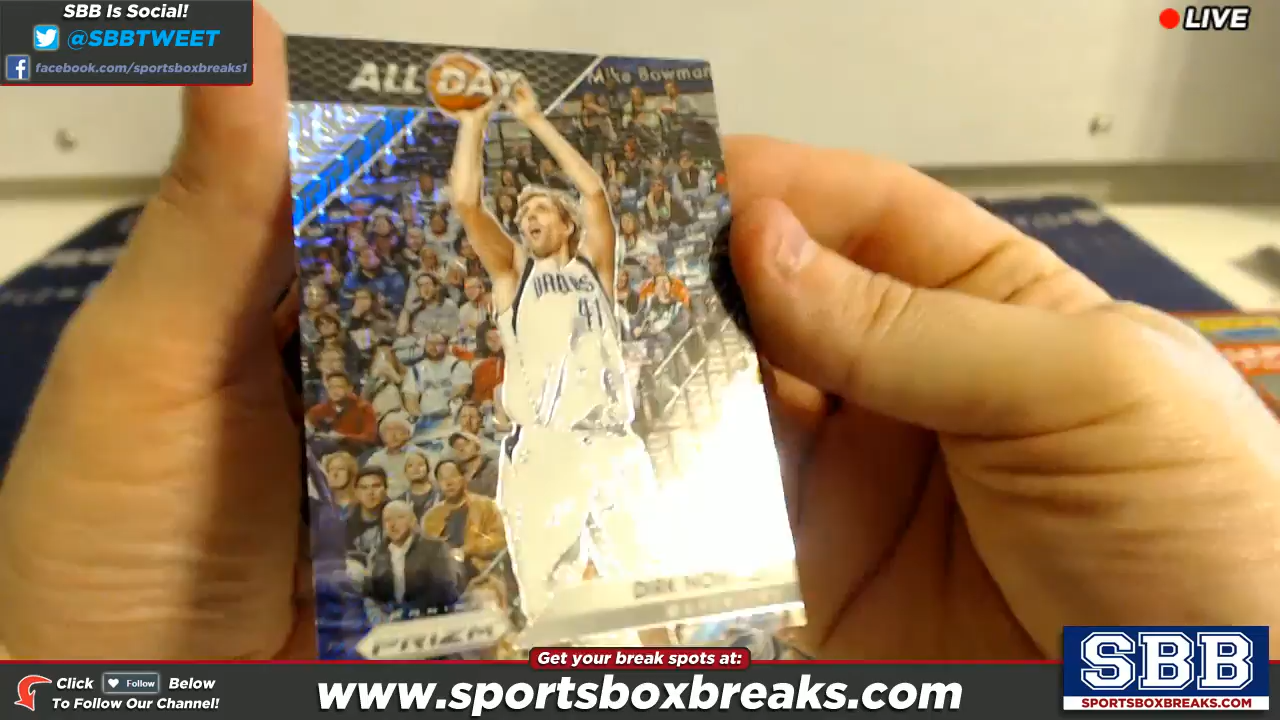 SBB Is Social!
@SBBTWEET
facebook.com/sportsboxbreaks1
LIVE
ALL DAY
Mike Bowman
41
PRIZM
Get your break spots at:
Click Follow Below
To Follow Our Channel!
www.sportsboxbreaks.com
SBB
SPORTSBOXBREAKS.COM